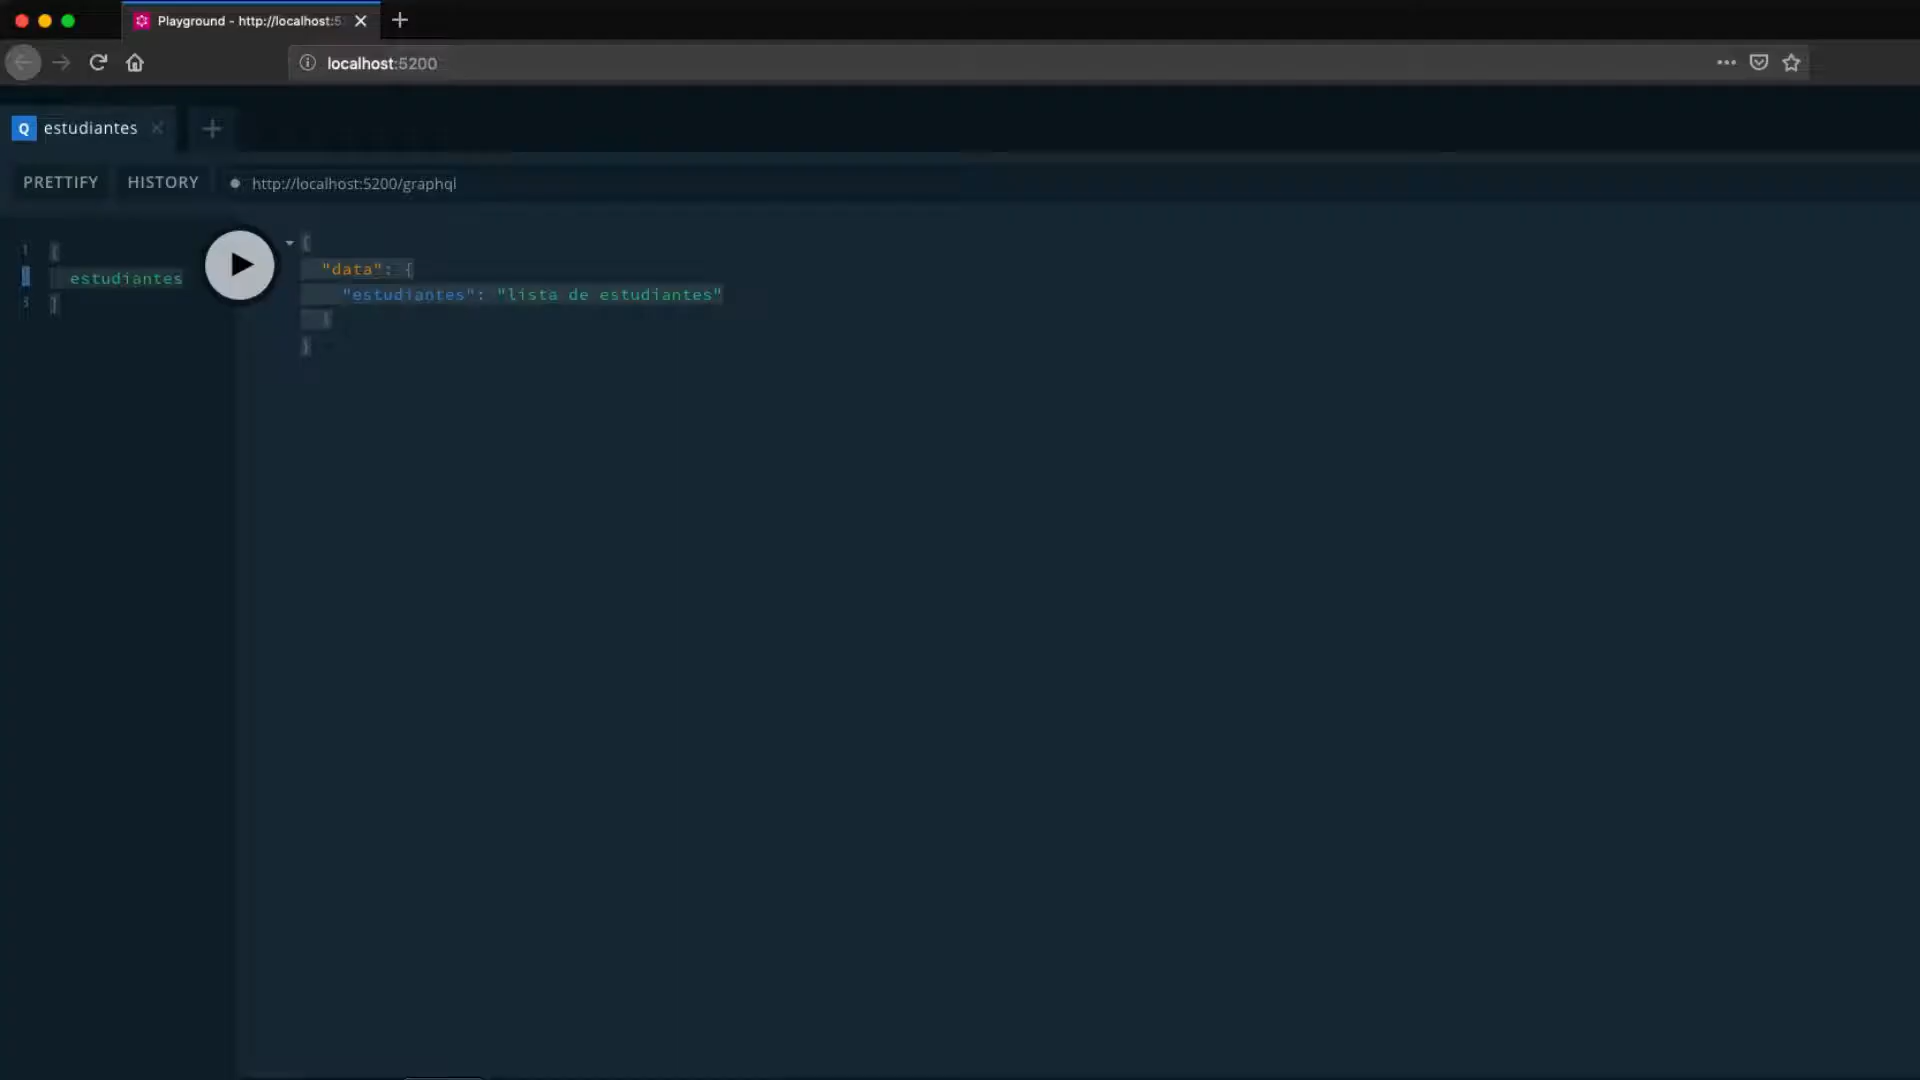 Playground - http://localhost:5
localhost:5200
Q estudiantes
PRETTIFY HISTORY http://localhost:5200/graphql
1 {
estudiantes
3 }
{
"data": {
"estudiantes": "lista de estudiantes"
}
}